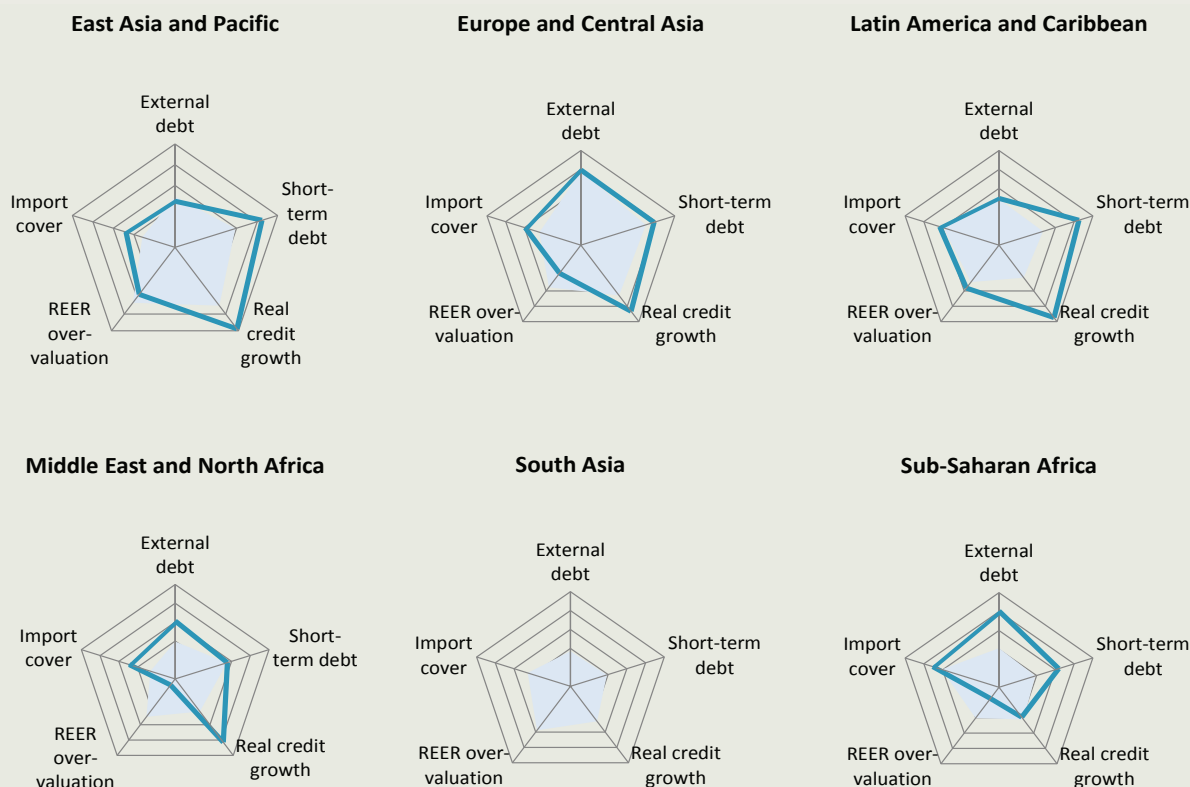 East Asia and Pacific
External
debt
Import
cover
Short-
term
debt
REER
over-
valuation
Real
credit
growth
Europe and Central Asia
External
debt
Import
cover
Short-term
debt
REER over-
valuation
Real credit
growth
Latin America and Caribbean
External
debt
Import
cover
Short-term
debt
REER over-
valuation
Real credit
growth
Middle East and North Africa
External
debt
Import
cover
Short-
term debt
REER
over-
valuation
Real credit
growth
South Asia
External
debt
Import
cover
Short-term
debt
REER over-
valuation
Real credit
growth
Sub-Saharan Africa
External
debt
Import
cover
Short-term
debt
REER over-
valuation
Real credit
growth